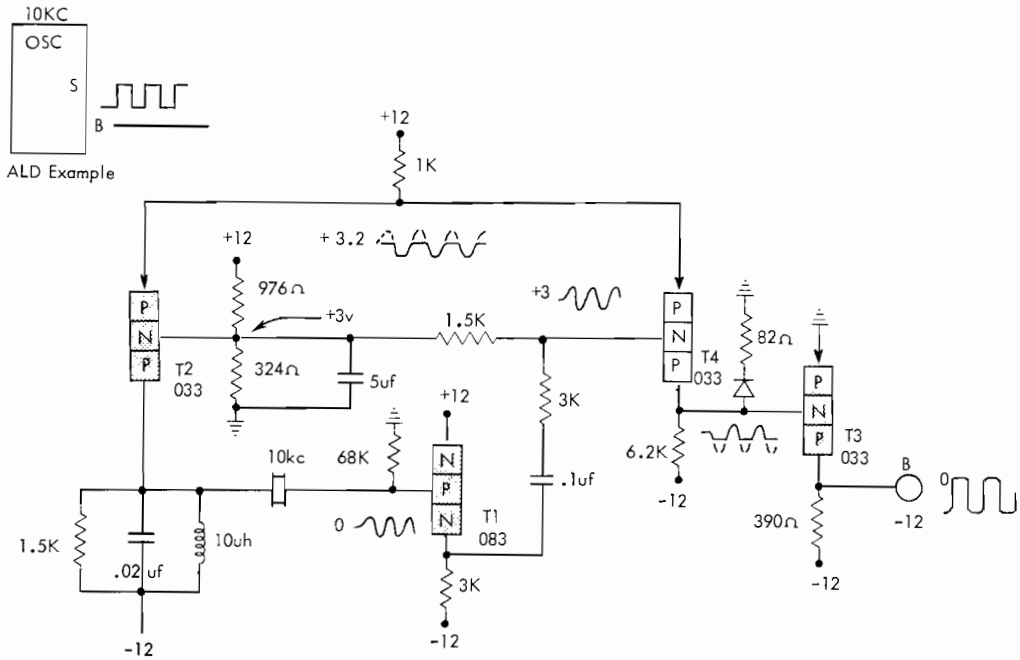 10KC
OSC
S
B
ALD Example
+12
1K
+12
+ 3.2
976Ω
+3v
+3
P
N
P
1.5K
P
N
P
82Ω
T2
033
324Ω
5uf
T4
033
P
N
P
3K
+12
10kc
68K
N
P
N
6.2K
T3
033
.1uf
-12
B
0
-12
0
T1
083
1.5K
.02 uf
10uh
390Ω
3K
-12
-12
-12